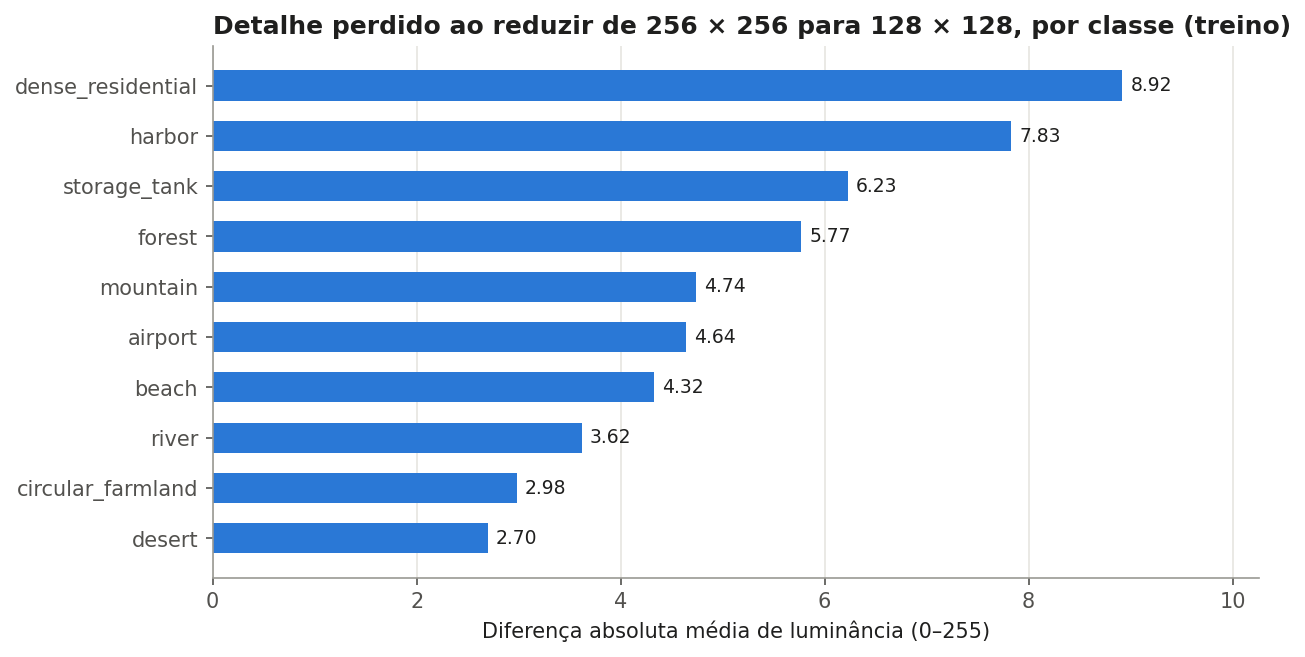 Detalhe perdido ao reduzir de 256 × 256 para 128 × 128, por classe (treino)
dense_residential 8.92
harbor 7.83
storage_tank 6.23
forest 5.77
mountain 4.74
airport 4.64
beach 4.32
river 3.62
circular_farmland 2.98
desert 2.70
0 2 4 6 8 10
Diferença absoluta média de luminância (0–255)